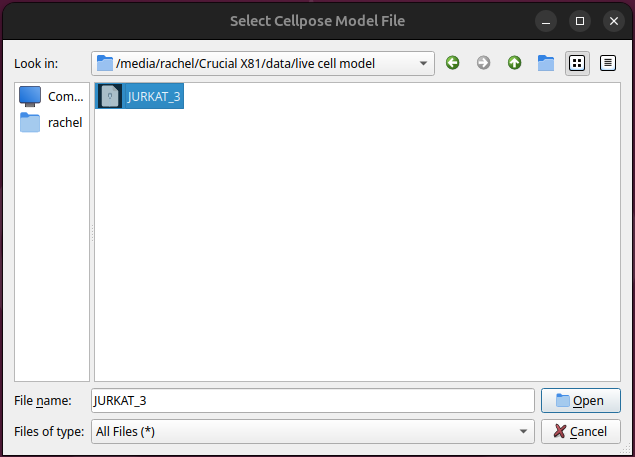 Select Cellpose Model File
Look in: /media/rachel/Crucial X81/data/live cell model
Com... JURKAT_3
rachel
File name: JURKAT_3 Open
Files of type: All Files (*) Cancel